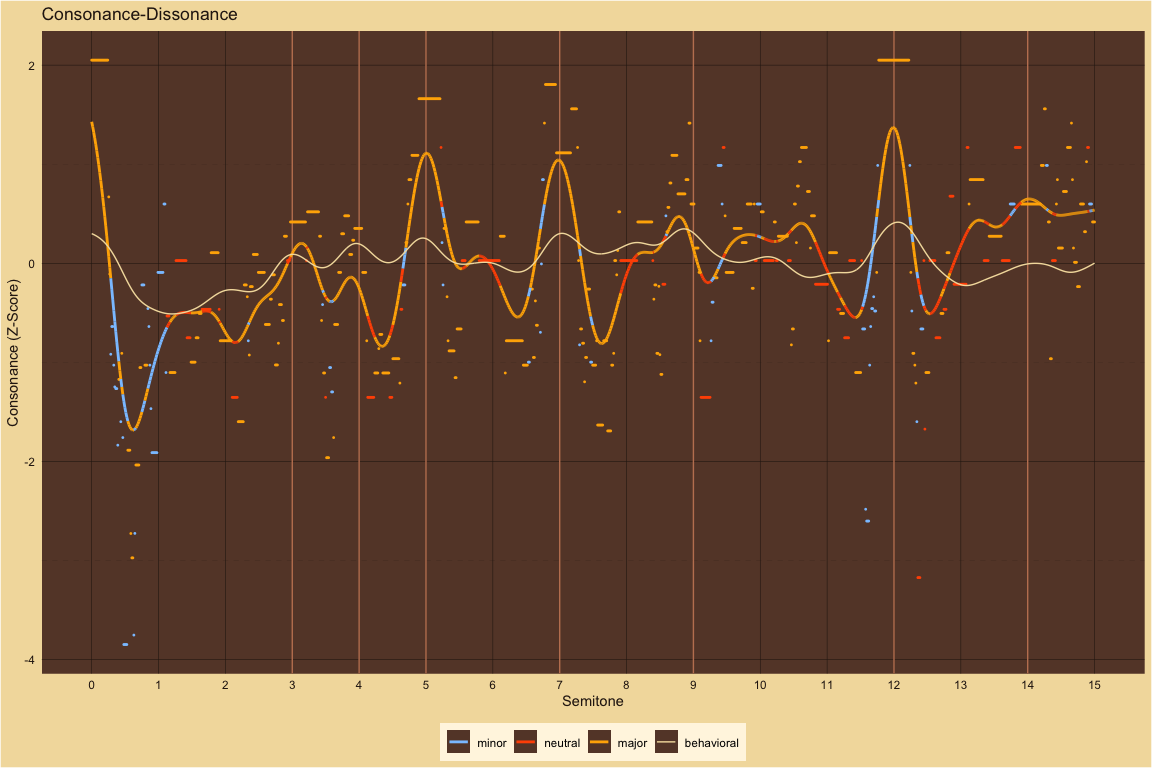 Consonance-Dissonance
Consonance (Z-Score)
2
0
-2
-4
0 1 2 3 4 5 6 7 8 9 10 11 12 13 14 15
Semitone
minor neutral major behavioral